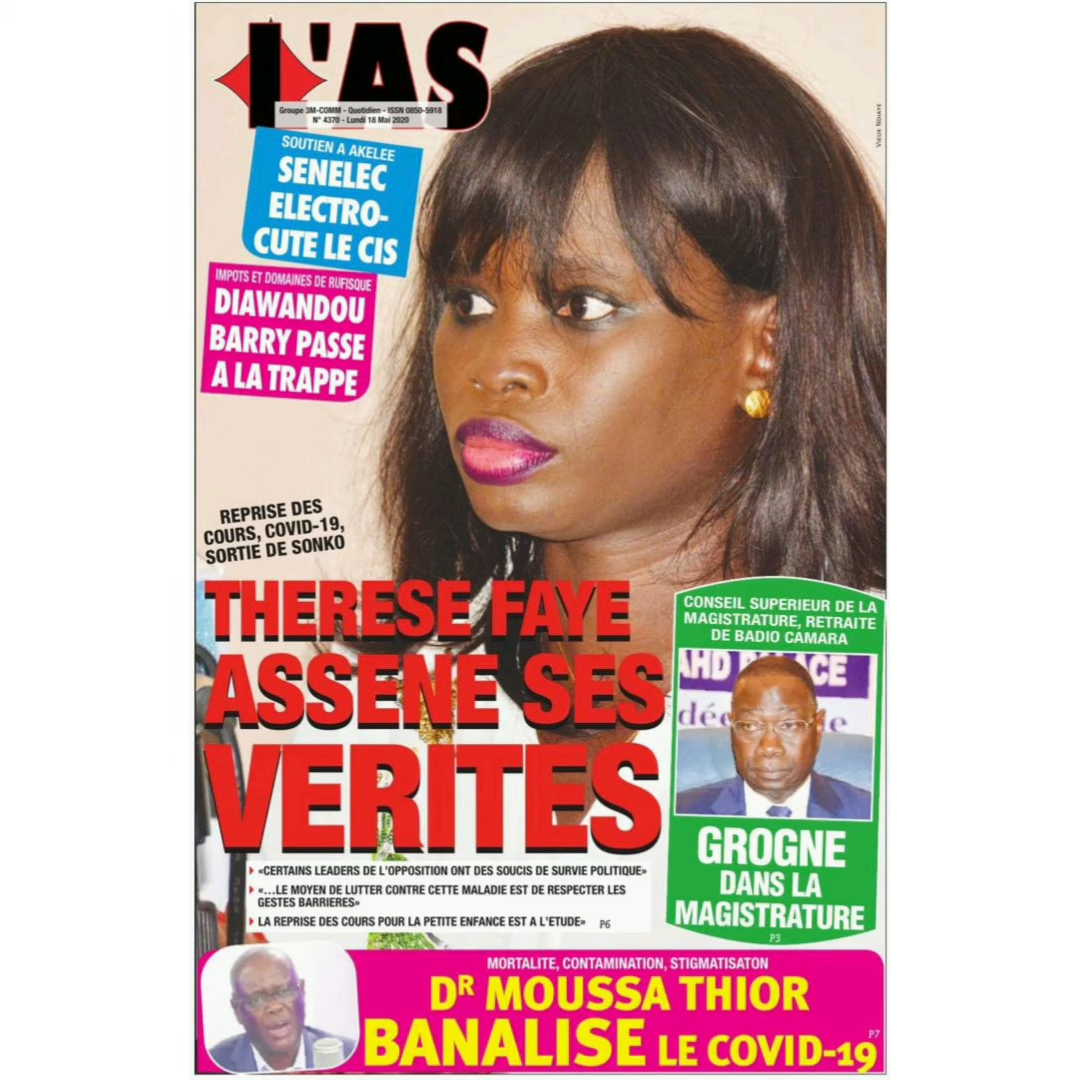 L'AS
Groupe 3M-COMM - Quotidien - ISSN 0850-5918
N° 4370 - Lundi 18 Mai 2020
VIEUX NDIAYE
SOUTIEN A AKELEE
SENELEC
ELECTRO-
CUTE LE CIS
IMPOTS ET DOMAINES DE RUFISQUE
DIAWANDOU
BARRY PASSE
A LA TRAPPE
REPRISE DES
COURS, COVID-19,
SORTIE DE SONKO
THERESE FAYE
ASSENE SES
VERITES
«CERTAINS LEADERS DE L'OPPOSITION ONT DES SOUCIS DE SURVIE POLITIQUE»
«...LE MOYEN DE LUTTER CONTRE CETTE MALADIE EST DE RESPECTER LES
GESTES BARRIERES»
LA REPRISE DES COURS POUR LA PETITE ENFANCE EST A L'ETUDE» P6
CONSEIL SUPERIEUR DE LA
MAGISTRATURE, RETRAITE
DE BADIO CAMARA
GROGNE
DANS LA
MAGISTRATURE
P3
MORTALITE, CONTAMINATION, STIGMATISATON
DR MOUSSA THIOR
BANALISE LE COVID-19
P7